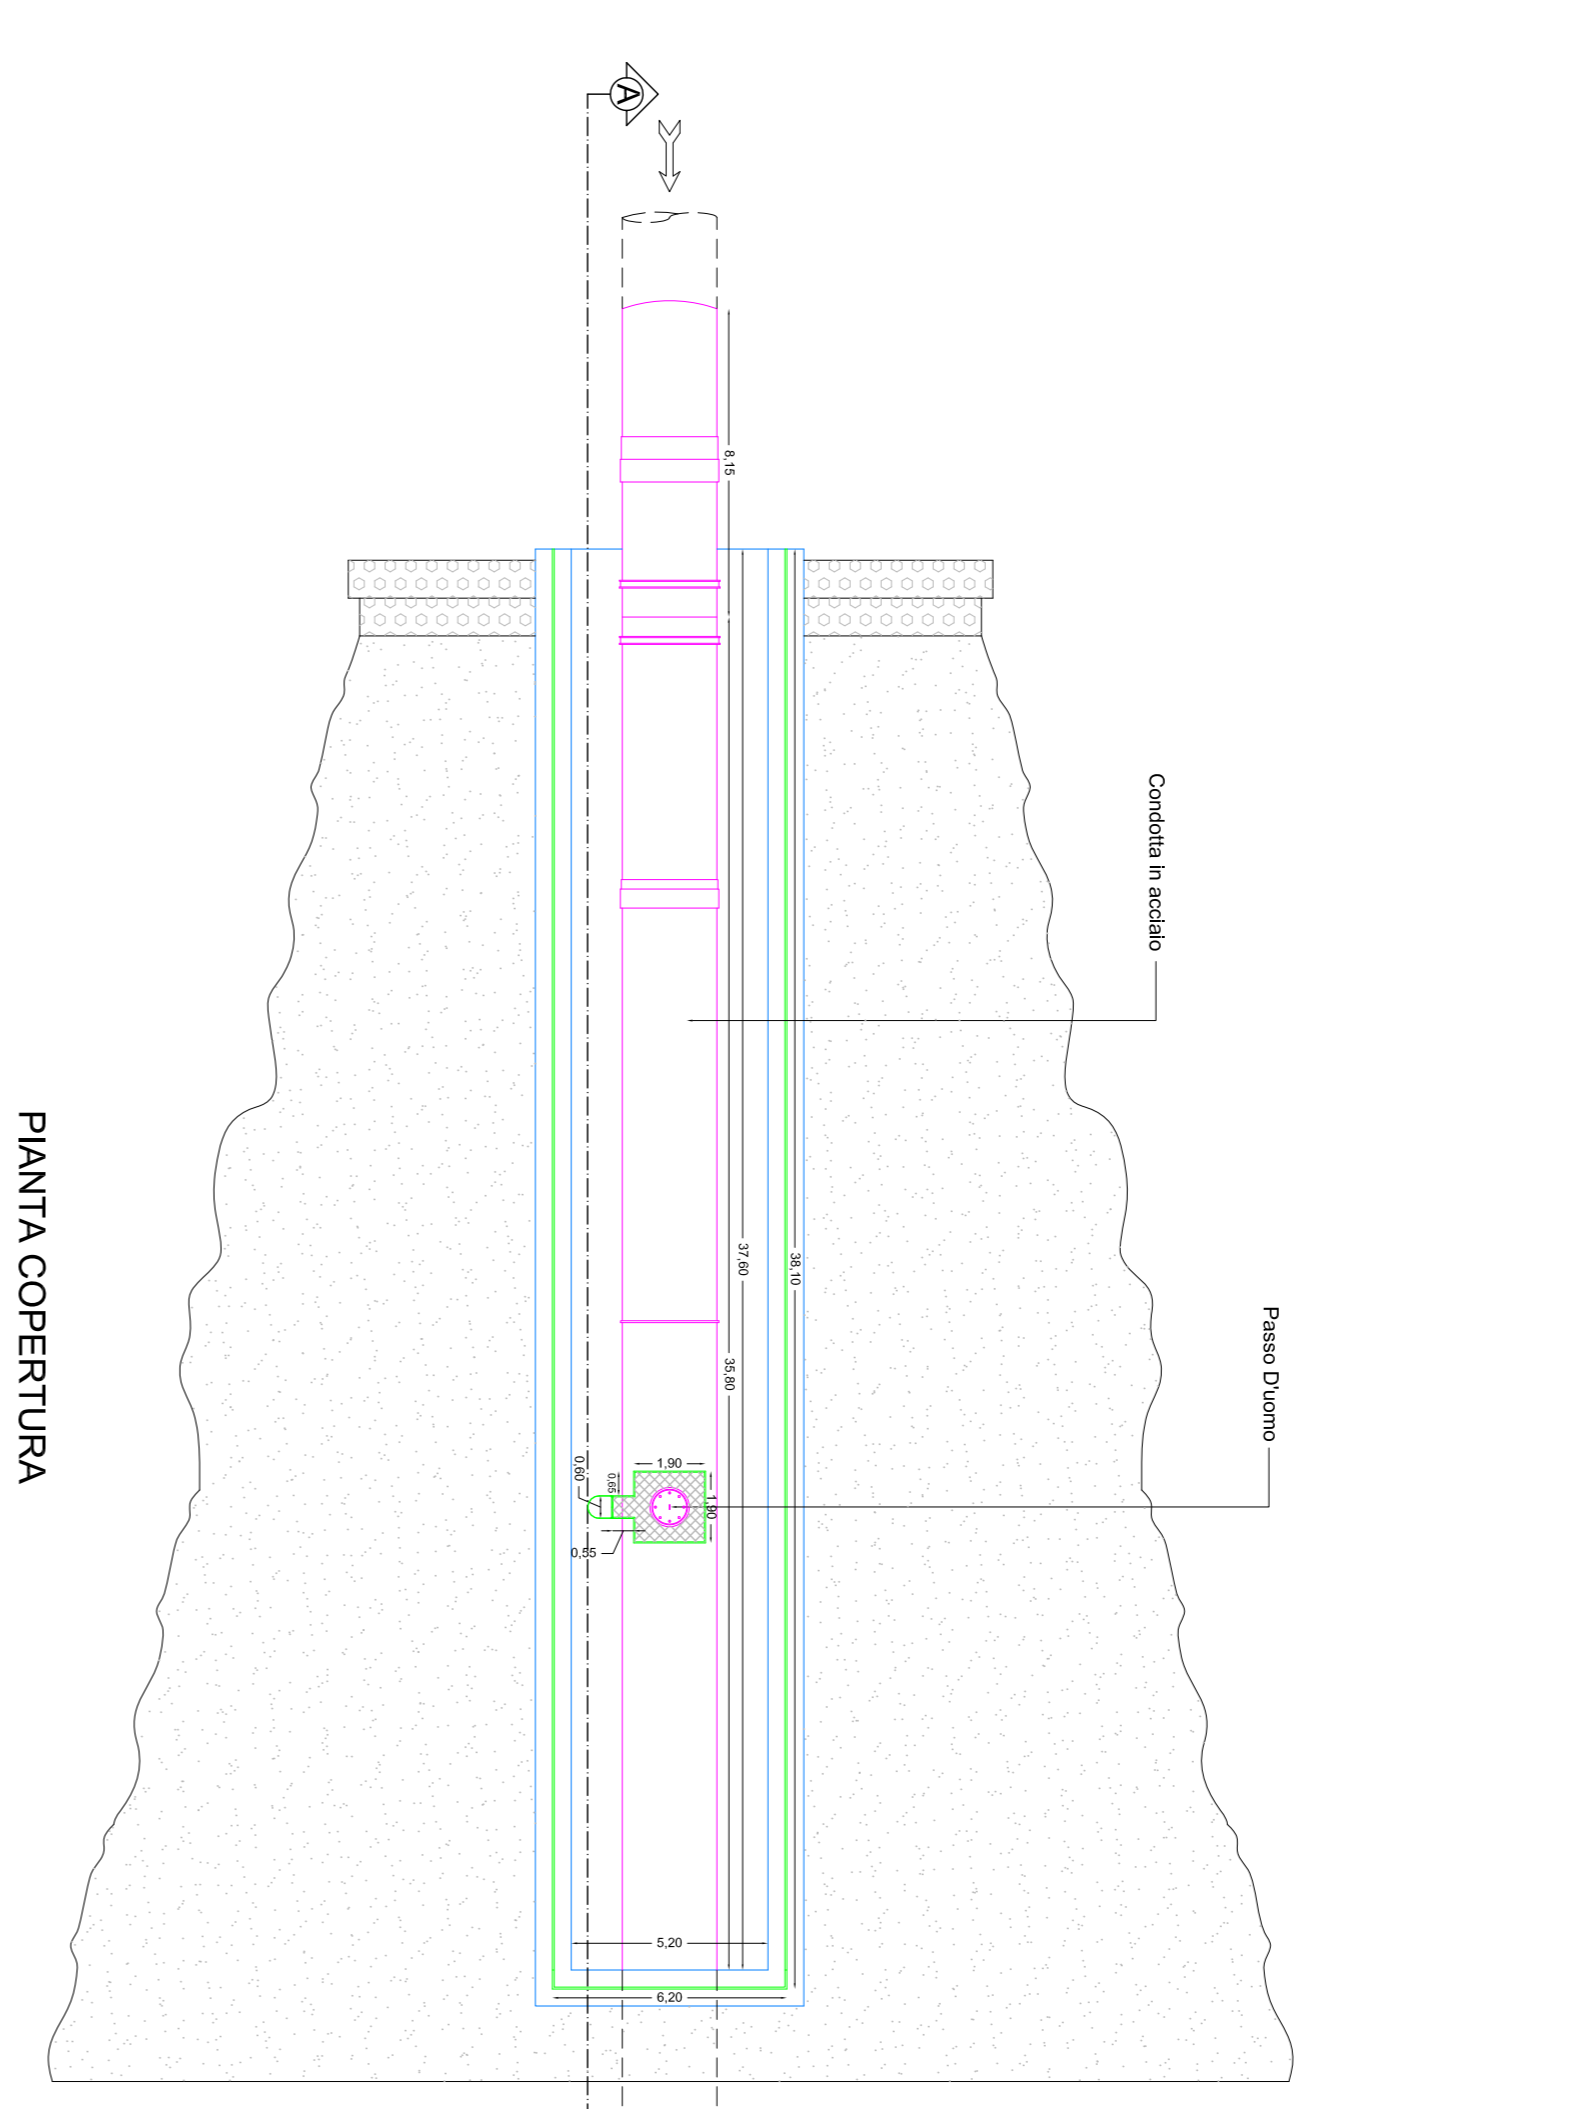 A
8,15
Condotta in acciaio
37,60
38,10
Passo D'uomo
35,80
0,60
0,65
1,90
1,90
0,55
5,20
6,20
PIANTA COPERTURA